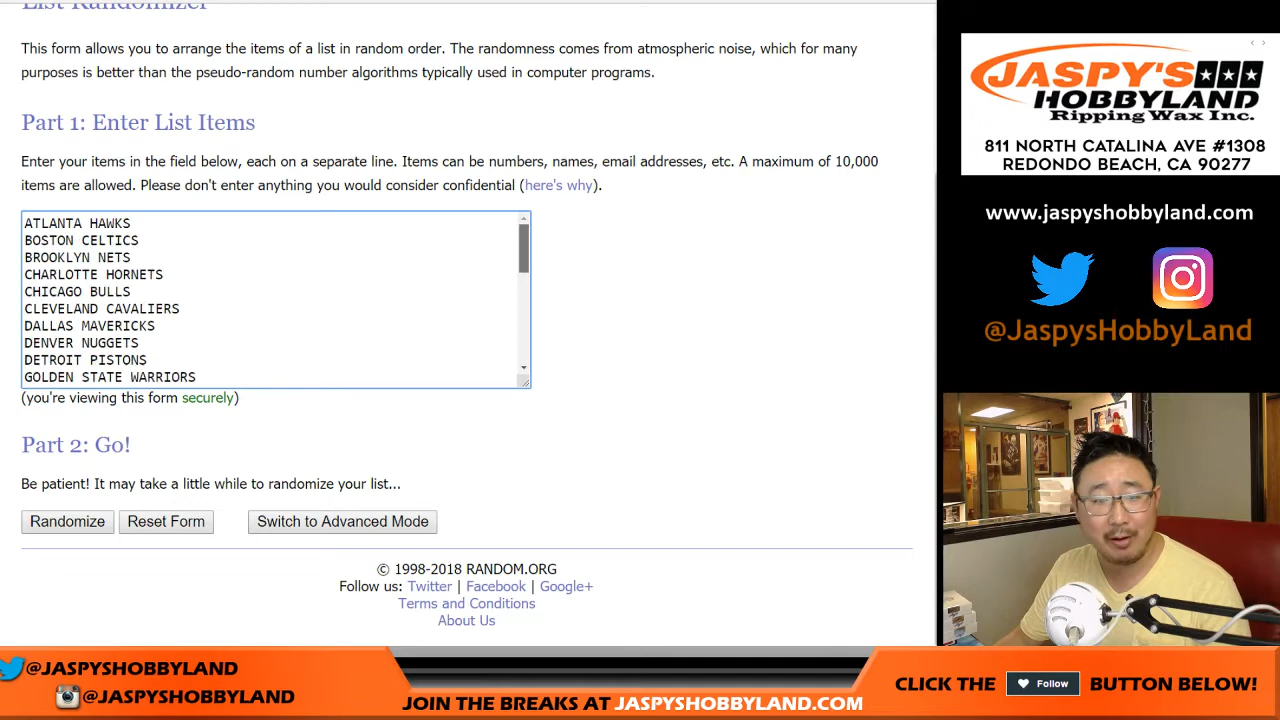 List Randomizer
This form allows you to arrange the items of a list in random order. The randomness comes from atmospheric noise, which for many
purposes is better than the pseudo-random number algorithms typically used in computer programs.
Part 1: Enter List Items
Enter your items in the field below, each on a separate line. Items can be numbers, names, email addresses, etc. A maximum of 10,000
items are allowed. Please don't enter anything you would consider confidential (here's why).
ATLANTA HAWKS
BOSTON CELTICS
BROOKLYN NETS
CHARLOTTE HORNETS
CHICAGO BULLS
CLEVELAND CAVALIERS
DALLAS MAVERICKS
DENVER NUGGETS
DETROIT PISTONS
GOLDEN STATE WARRIORS
(you're viewing this form securely)
Part 2: Go!
Be patient! It may take a little while to randomize your list...
Randomize Reset Form Switch to Advanced Mode
© 1998-2018 RANDOM.ORG
Follow us: Twitter | Facebook | Google+
Terms and Conditions
About Us
JASPY'S
HOBBYLAND
Ripping Wax Inc.
811 NORTH CATALINA AVE #1308
REDONDO BEACH, CA 90277
www.jaspyshobbyland.com
@JaspysHobbyLand
@JASPYSHOBBYLAND
@JASPYSHOBBYLAND
JOIN THE BREAKS AT JASPYSHOBBYLAND.COM
CLICK THE Follow BUTTON BELOW!